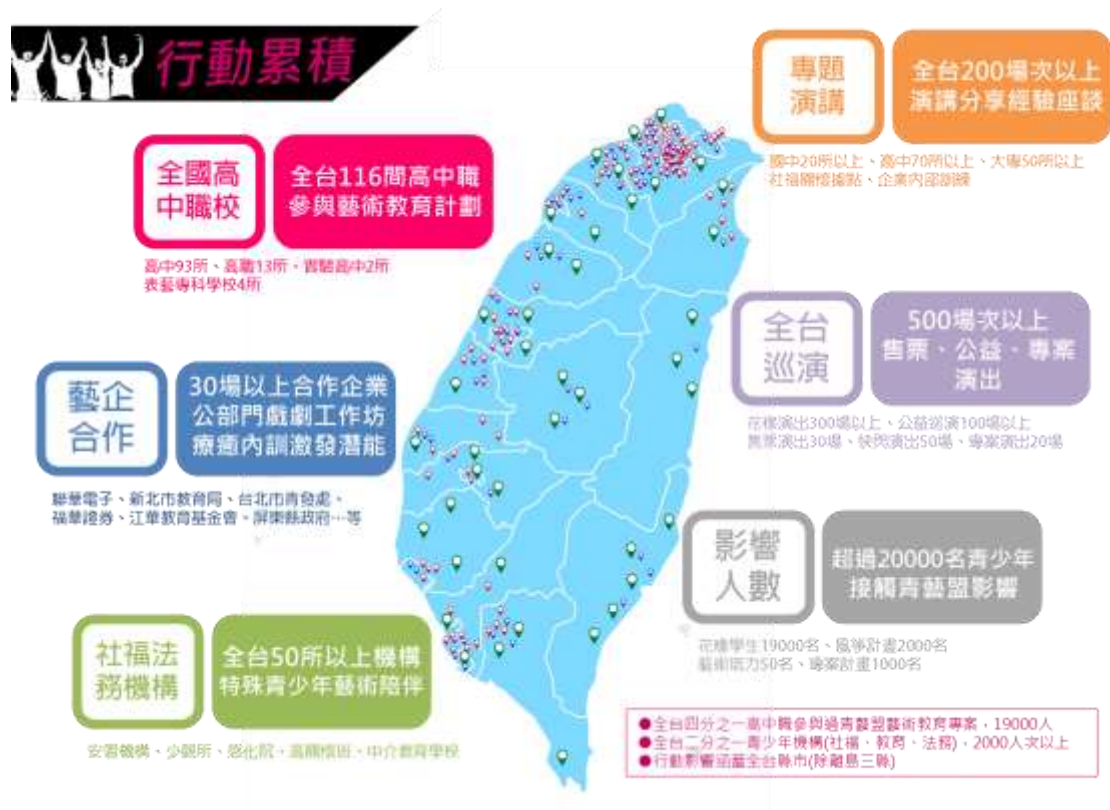 行動累積
專題
演講
全台200場次以上
演講分享經驗座談
國中20所以上、高中70所以上、大專50所以上
社福關懷據點、企業內部訓練
全國高
中職校
全台116間高中職
參與藝術教育計劃
高中93所、高職13所、實驗高中2所
表藝專科學校4所
全台
巡演
500場次以上
售票、公益、專案
演出
花樣演出300場以上、公益巡演100場以上
售票演出30場、快閃演出50場、專案演出20場
藝企
合作
30場以上合作企業
公部門戲劇工作坊
療癒內訓激發潛能
聯華電子、新北市教育局、台北市青發處、
福華證券、江華教育基金會、屏東縣政府…等
影響
人數
超過20000名青少年
接觸青藝盟影響
花樣學生19000名、風箏計畫2000名
藝術培力50名、專案計畫1000名
社福法
務機構
全台50所以上機構
特殊青少年藝術陪伴
安置機構、少觀所、感化院、高關懷班、中介教育學校
●全台四分之一高中職參與過青藝盟藝術教育專案，19000人
●全台二分之一青少年機構(社福、教育、法務)，2000人次以上
●行動影響涵蓋全台縣市(除離島三縣)